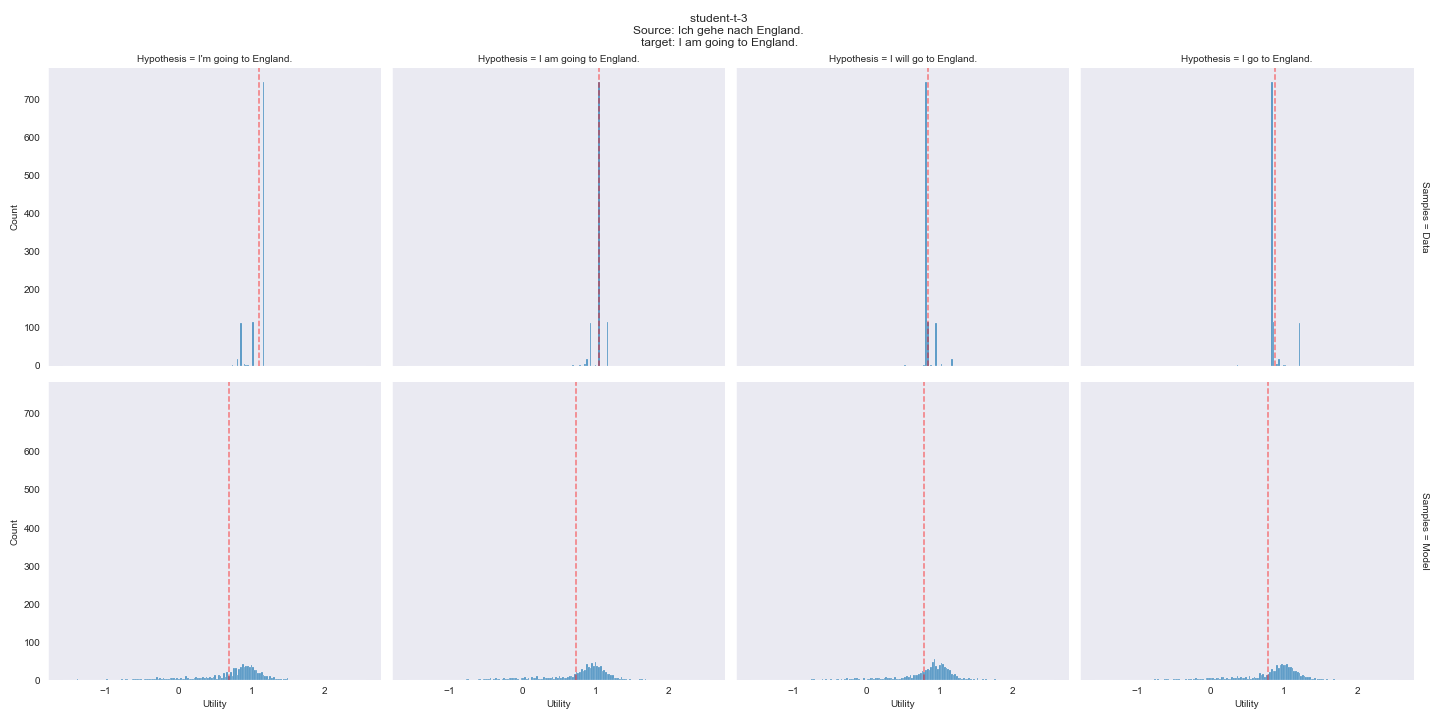 student-t-3
Source: Ich gehe nach England.
target: I am going to England.
Hypothesis = I'm going to England.
Hypothesis = I am going to England.
Hypothesis = I will go to England.
Hypothesis = I go to England.
700
600
500
400
300
200
100
0
Count
Samples = Data
700
600
500
400
300
200
100
0
Count
Samples = Model
−1 0 1 2
−1 0 1 2
−1 0 1 2
−1 0 1 2
Utility
Utility
Utility
Utility